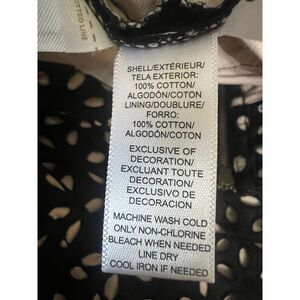 SHELL/EXTÉRIEUR/
TELA EXTERIOR:
100% COTTON/
ALGODÓN/COTON
LINING/DOUBLURE/
FORRO:
100% COTTON/
ALGODÓN/COTON
EXCLUSIVE OF
DECORATION/
EXCLUANT TOUTE
DECORATION/
EXCLUSIVO DE
DECORACION
MACHINE WASH COLD
ONLY NON-CHLORINE
BLEACH WHEN NEEDED
LINE DRY
COOL IRON IF NEEDED